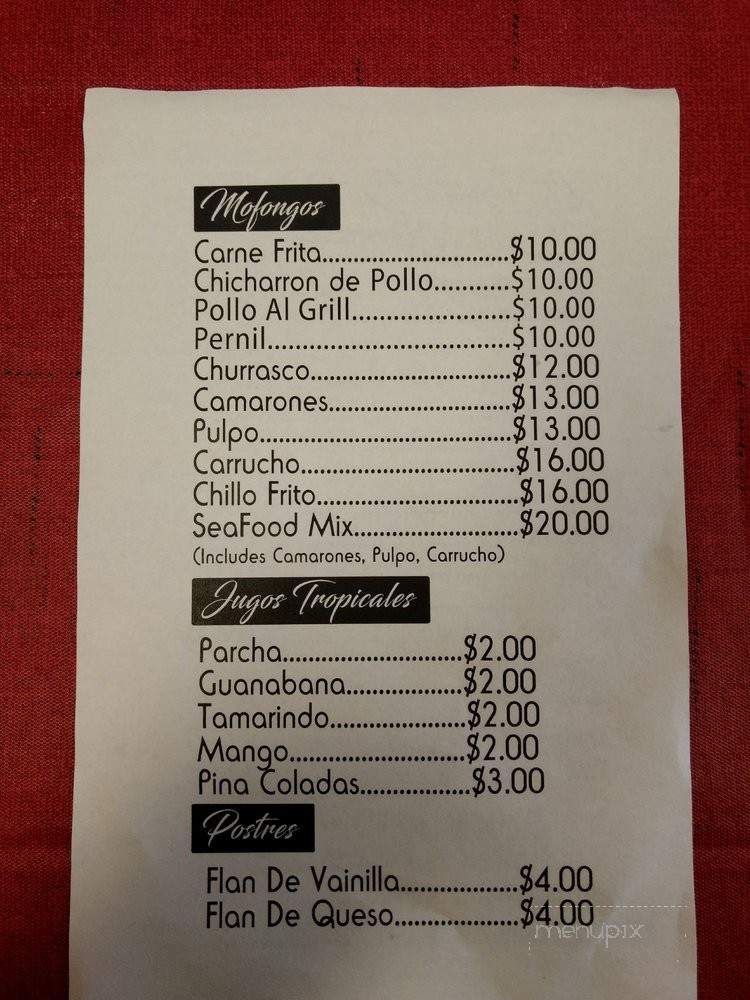 Mofongos
Carne Frita...............................$10.00
Chicharron de Pollo...........$10.00
Pollo Al Grill..........................$10.00
Pernil........................................$10.00
Churrasco.................................$12.00
Camarones..............................$13.00
Pulpo..........................................$13.00
Carrucho....................................$16.00
Chillo Frito..................................$16.00
SeaFood Mix...........................$20.00
(Includes Camarones, Pulpo, Carrucho)
Jugos Tropicales
Parcha..............................$2.00
Guanabana....................$2.00
Tamarindo.......................$2.00
Mango.............................$2.00
Pina Coladas..................$3.00
Postres
Flan De Vainilla....................$4.00
Flan De Queso.....................$4.00
menupix